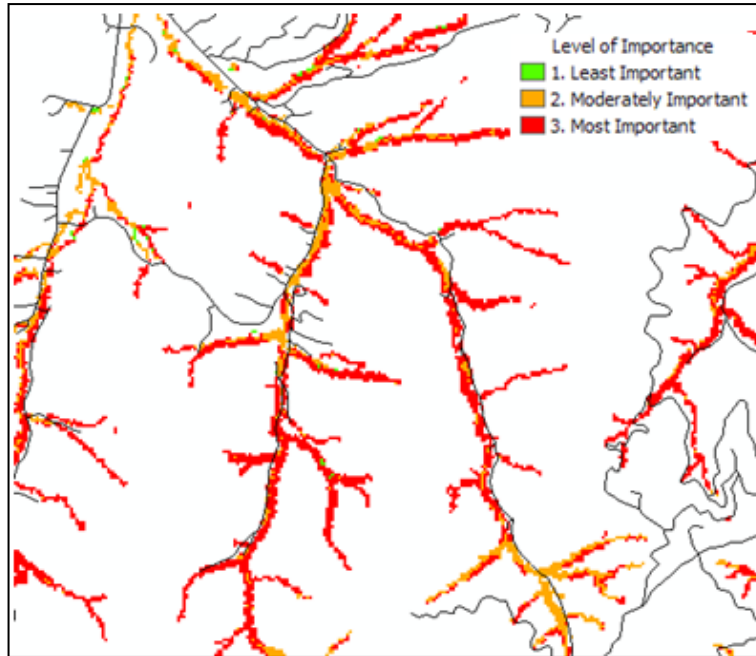 Level of Importance
1. Least Important
2. Moderately Important
3. Most Important